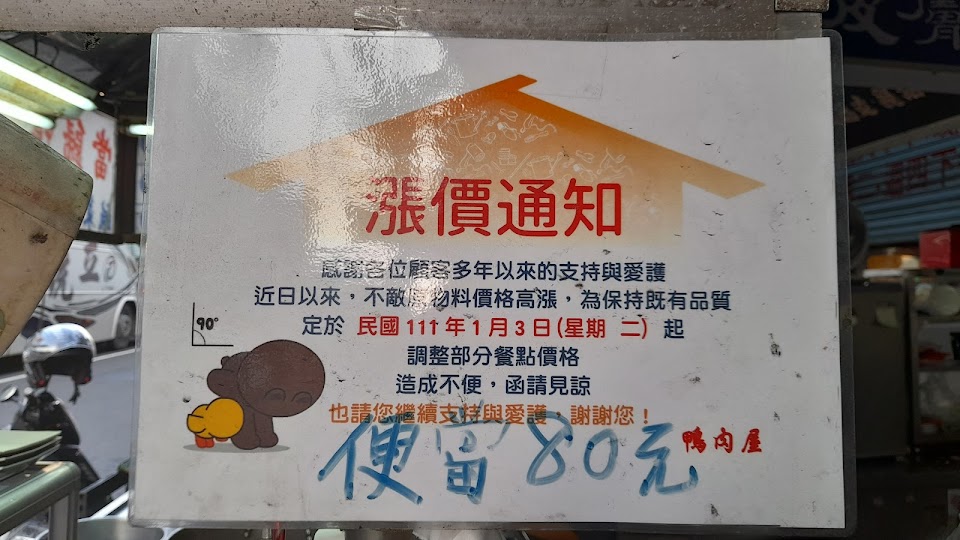 漲價通知
感謝各位顧客多年以來的支持與愛護
近日以來，不敵原物料價格高漲，為保持既有品質
定於 民國 111 年 1 月 3 日(星期 二) 起
調整部分餐點價格
造成不便，函請見諒
也請您繼續支持與愛護，謝謝您！
90°
便當 80元
鴨肉屋